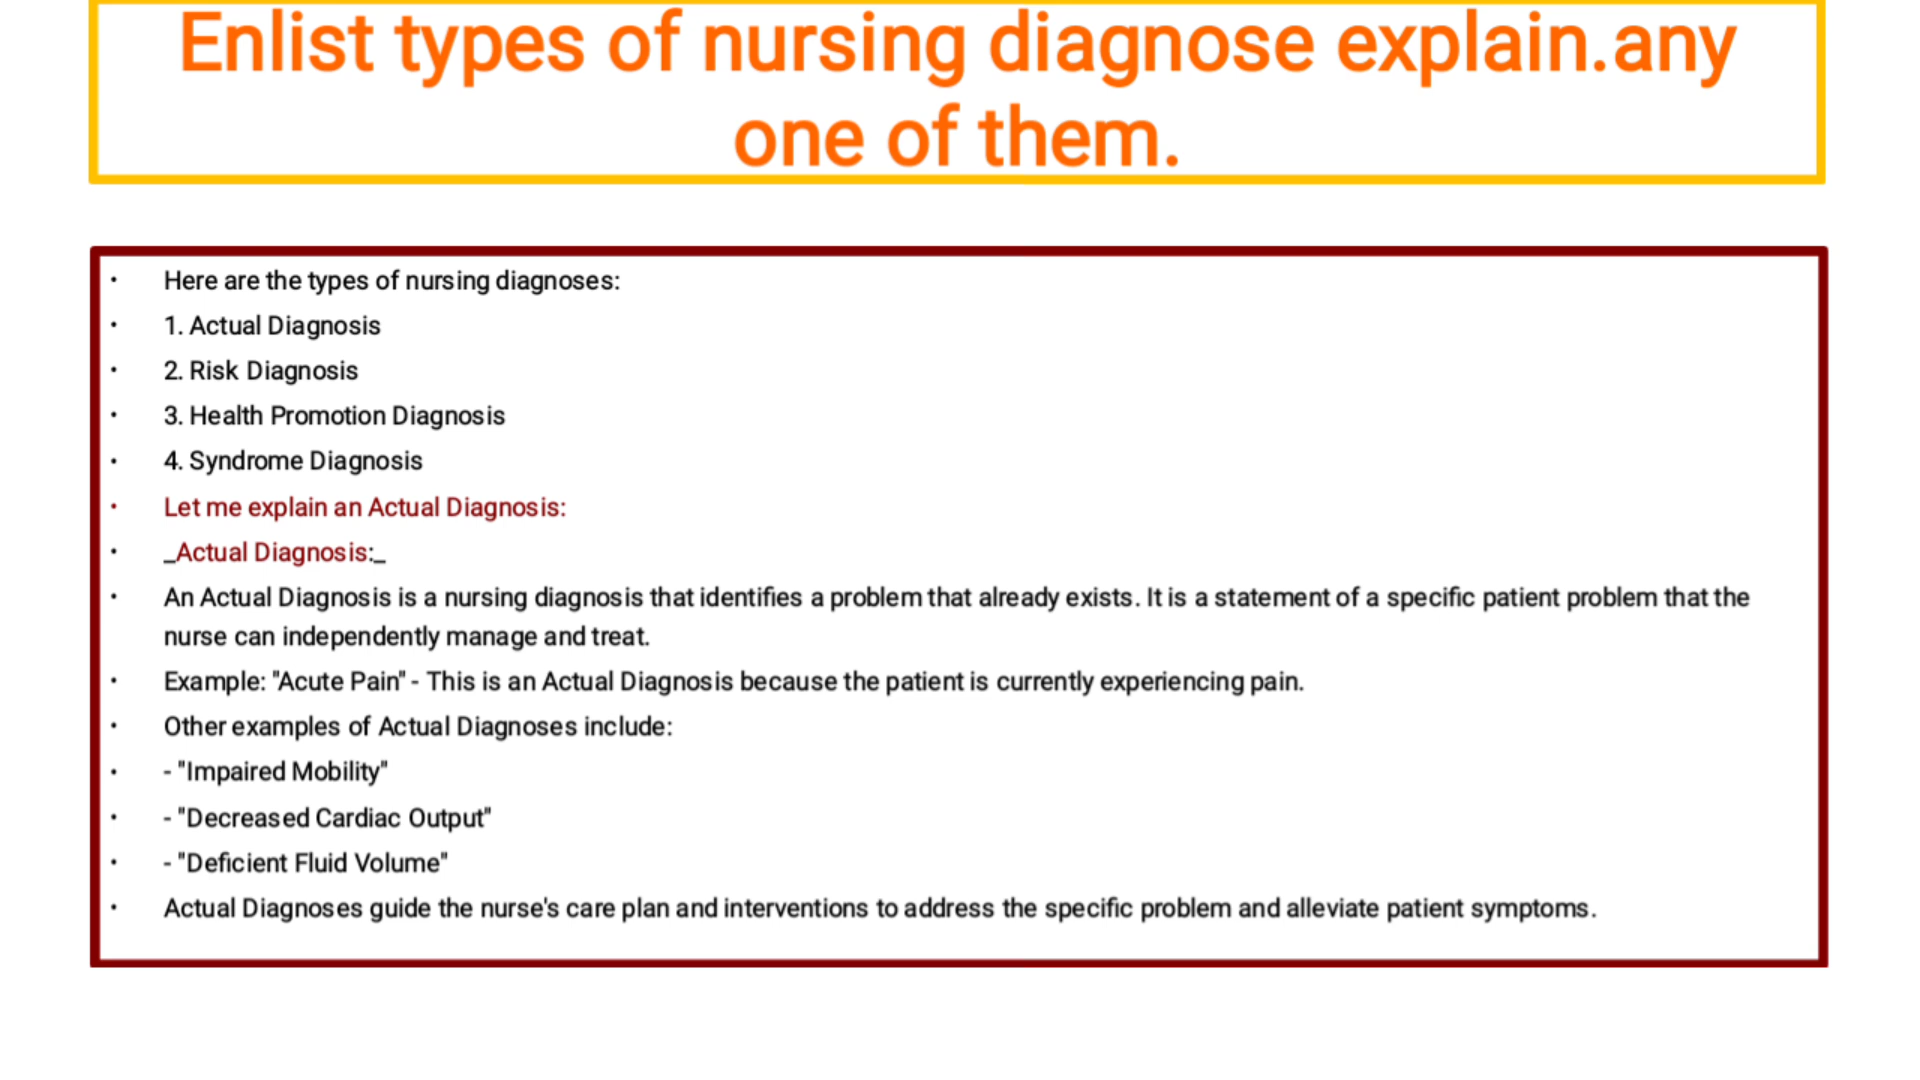 Enlist types of nursing diagnose explain.any
one of them.
• Here are the types of nursing diagnoses:
• 1. Actual Diagnosis
• 2. Risk Diagnosis
• 3. Health Promotion Diagnosis
• 4. Syndrome Diagnosis
• Let me explain an Actual Diagnosis:
• _Actual Diagnosis:_
• An Actual Diagnosis is a nursing diagnosis that identifies a problem that already exists. It is a statement of a specific patient problem that the
nurse can independently manage and treat.
• Example: "Acute Pain" - This is an Actual Diagnosis because the patient is currently experiencing pain.
• Other examples of Actual Diagnoses include:
• - "Impaired Mobility"
• - "Decreased Cardiac Output"
• - "Deficient Fluid Volume"
• Actual Diagnoses guide the nurse's care plan and interventions to address the specific problem and alleviate patient symptoms.